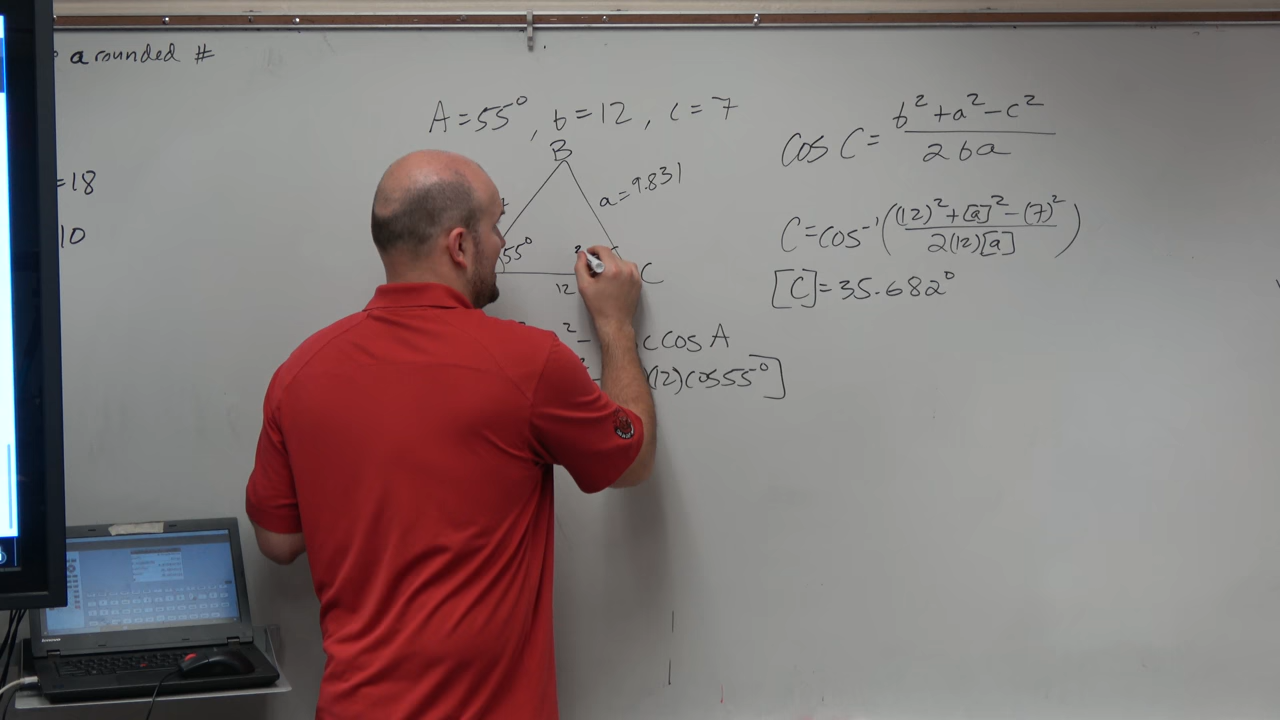 a rounded #
=18
10
A=55°, b=12, c=7
B
a=9.831
55°
C
12
c cos A
(12)cos55°]
cos C = b²+a²-c² / 2ba
C=cos⁻¹((12)²+[a]²-(7)² / 2(12)[a])
[C]=35.682°
lenovo